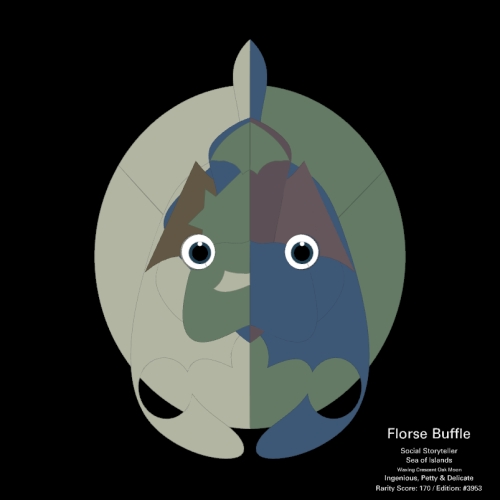 Florse Buffle
Social Storyteller
Sea of Islands
Waxing Crescent Oak Moon
Ingenious, Petty & Delicate
Rarity Score: 170 / Edition: #3953